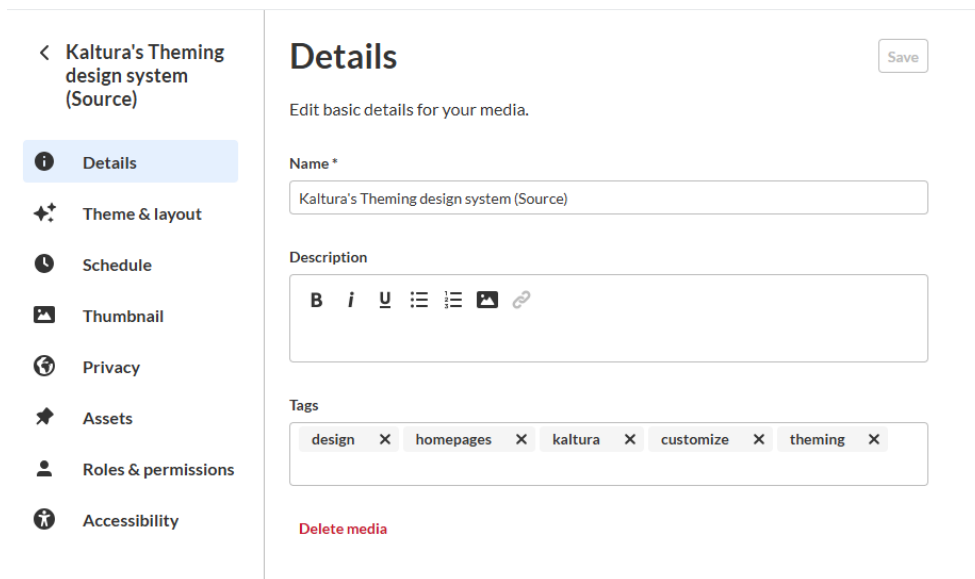 Kaltura's Theming
design system
(Source)
Details
Theme & layout
Schedule
Thumbnail
Privacy
Assets
Roles & permissions
Accessibility
Details
Save
Edit basic details for your media.
Name *
Kaltura's Theming design system (Source)
Description
B i U
Tags
design homepages kaltura customize theming
Delete media